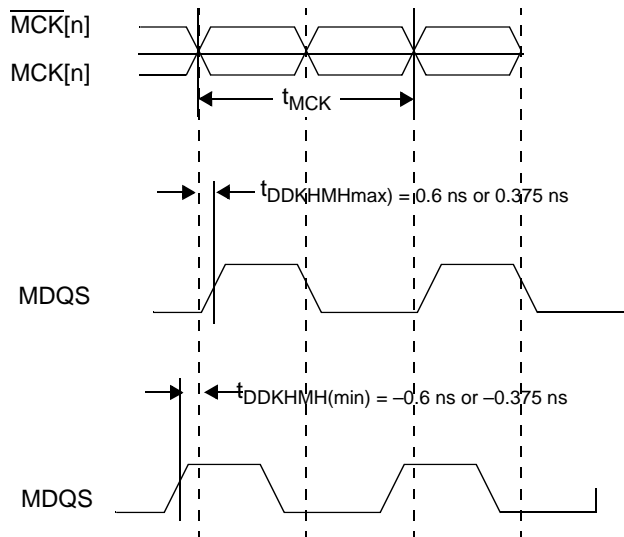 MCK[n]
MCK[n]
tMCK
tDDKHMHmax) = 0.6 ns or 0.375 ns
MDQS
tDDKHMH(min) = –0.6 ns or –0.375 ns
MDQS